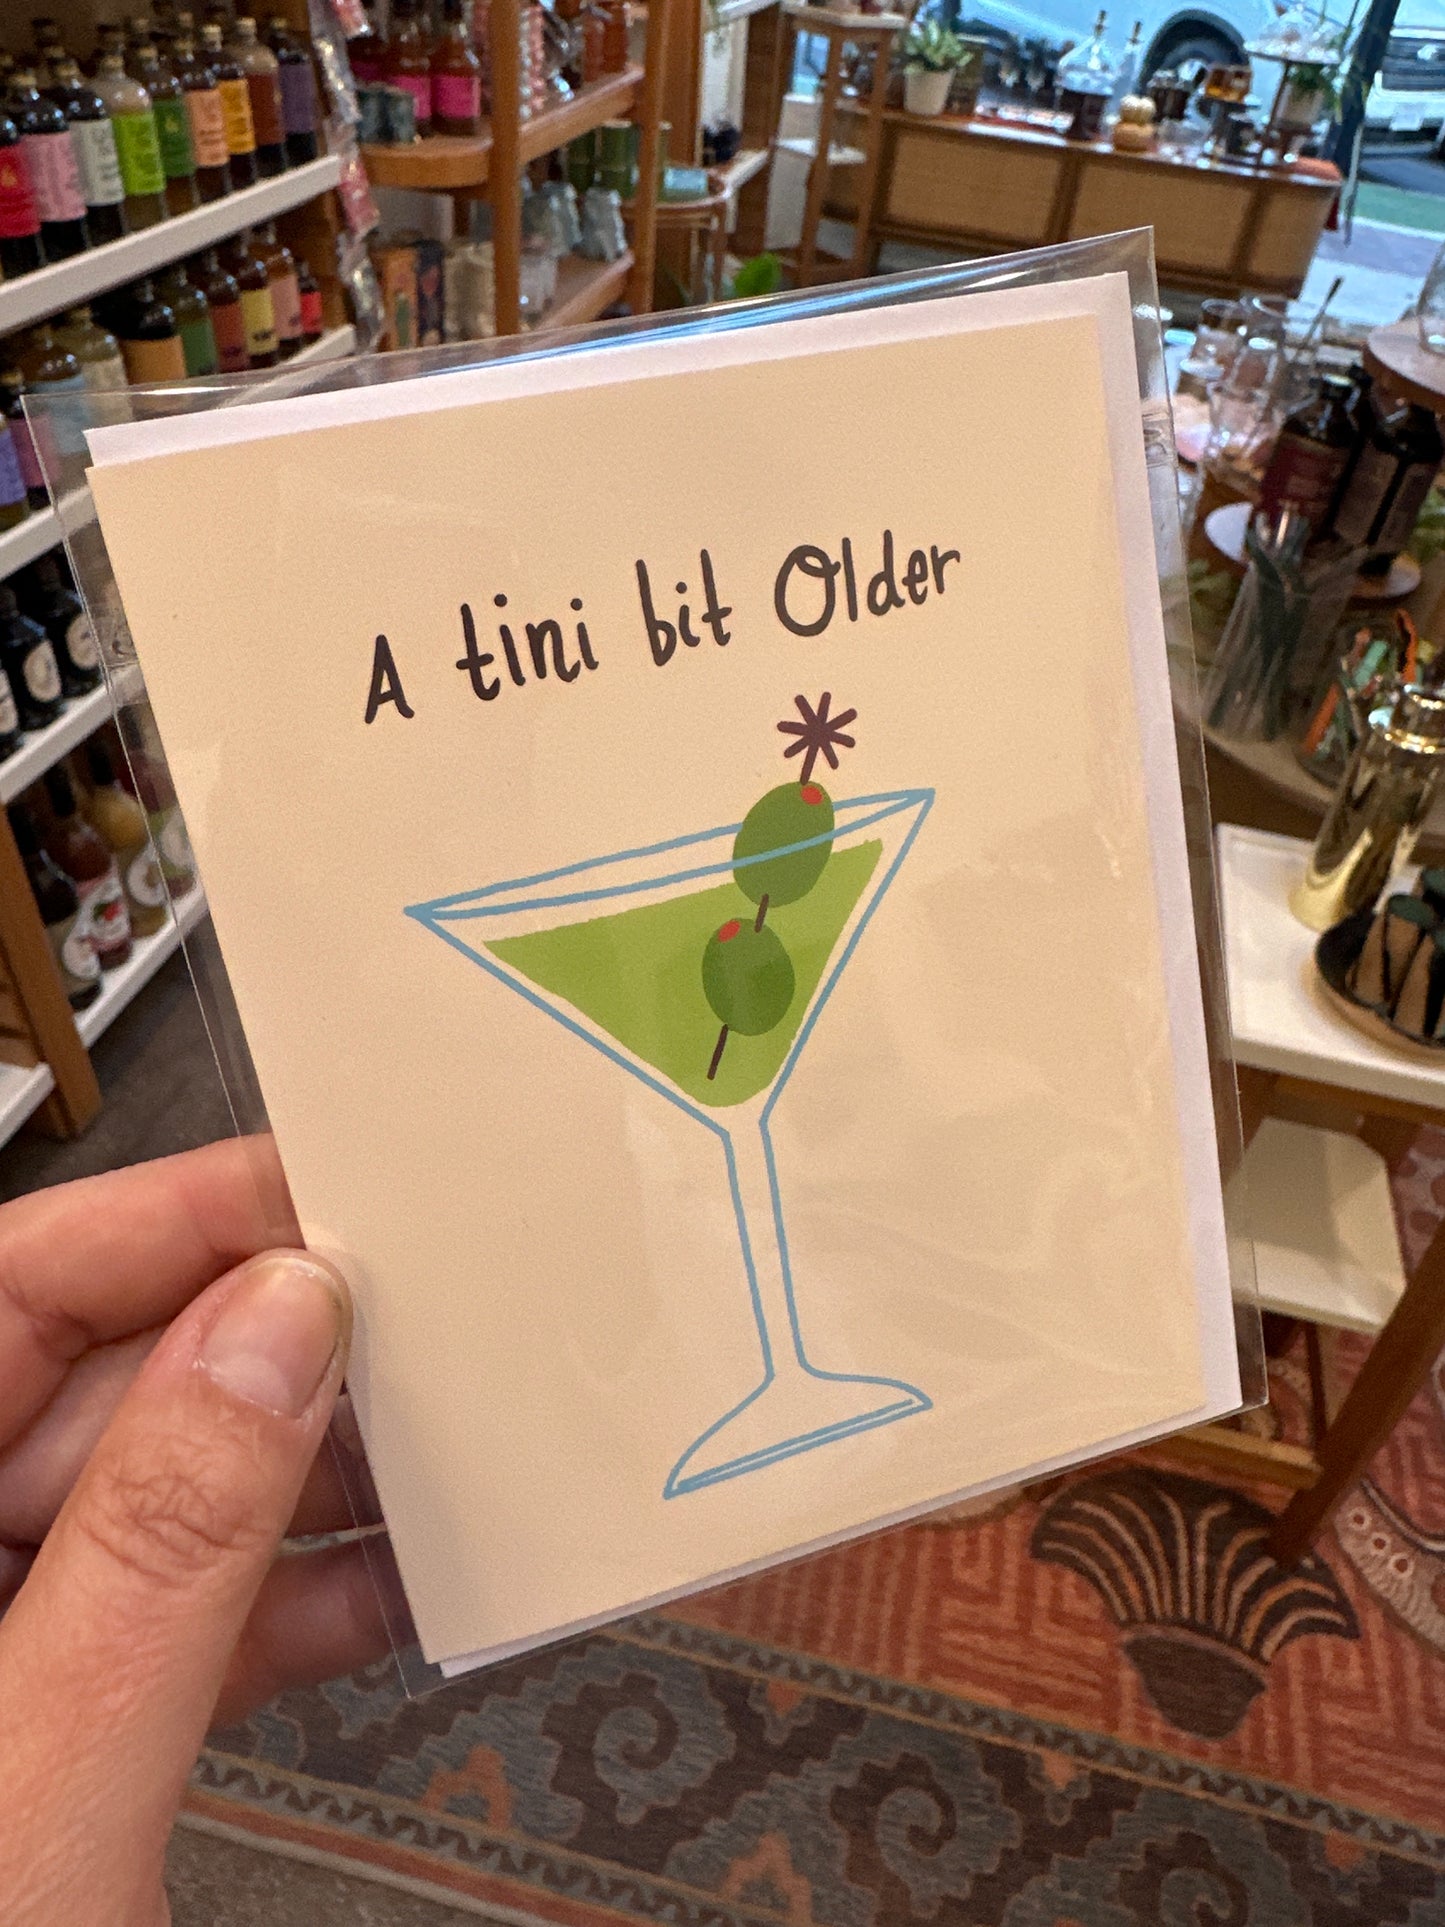 A tini bit Older